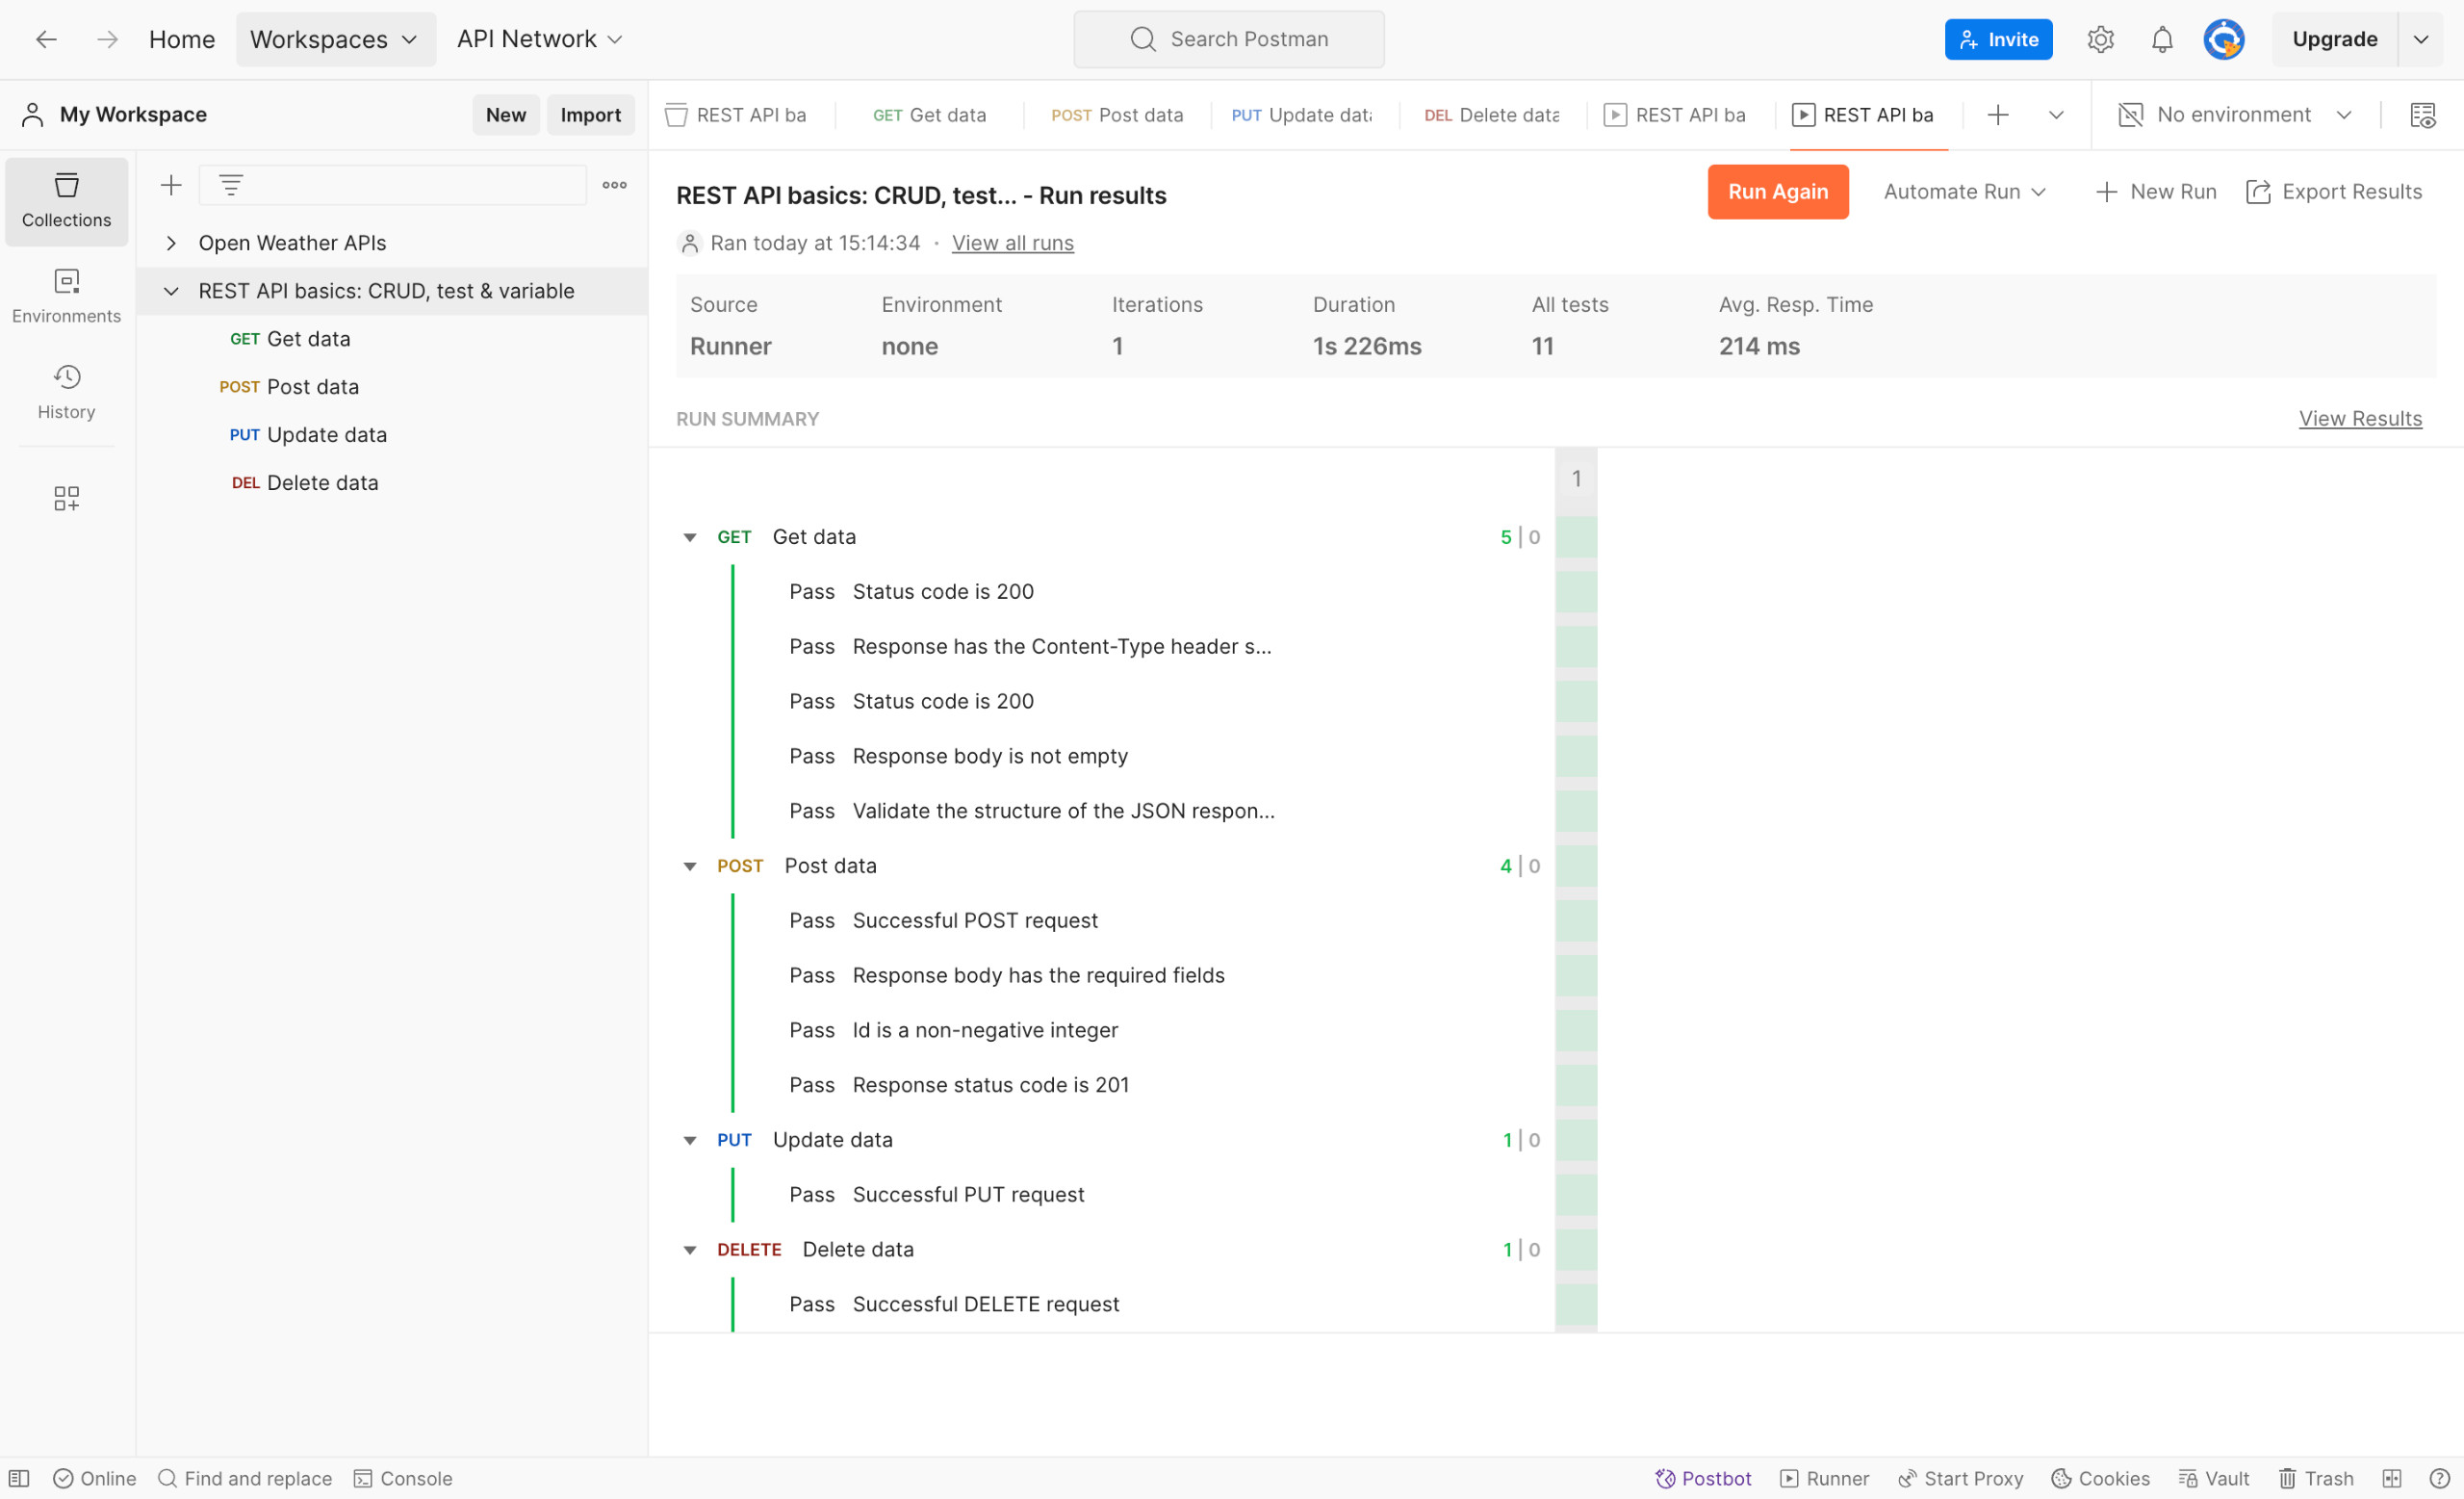 Home Workspaces API Network Search Postman Invite Upgrade
My Workspace New Import
REST API ba GET Get data POST Post data PUT Update data DEL Delete data REST API ba REST API ba No environment
Collections
Environments
History
Open Weather APIs
REST API basics: CRUD, test & variable
GET Get data
POST Post data
PUT Update data
DEL Delete data
REST API basics: CRUD, test... - Run results
Run Again Automate Run New Run Export Results
Ran today at 15:14:34 · View all runs
Source Environment Iterations Duration All tests Avg. Resp. Time
Runner none 1 1s 226ms 11 214 ms
RUN SUMMARY View Results
1
GET Get data 5 | 0
Pass Status code is 200
Pass Response has the Content-Type header s...
Pass Status code is 200
Pass Response body is not empty
Pass Validate the structure of the JSON respon...
POST Post data 4 | 0
Pass Successful POST request
Pass Response body has the required fields
Pass Id is a non-negative integer
Pass Response status code is 201
PUT Update data 1 | 0
Pass Successful PUT request
DELETE Delete data 1 | 0
Pass Successful DELETE request
Online Find and replace Console Postbot Runner Start Proxy Cookies Vault Trash